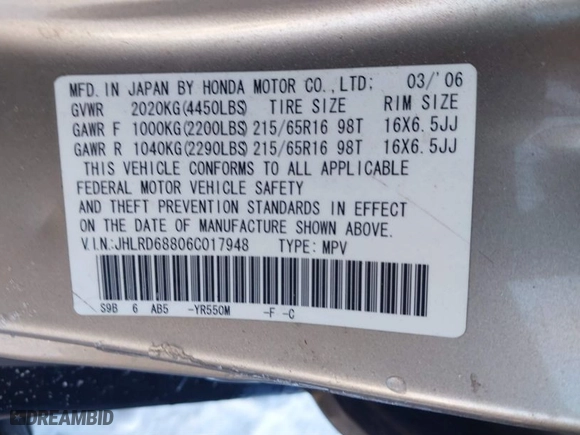 MFD. IN JAPAN BY HONDA MOTOR CO., LTD: 03/'06
GVWR 2020KG(4450LBS) TIRE SIZE RIM SIZE
GAWR F 1000KG(2200LBS) 215/65R16 98T 16X6.5JJ
GAWR R 1040KG(2290LBS) 215/65R16 98T 16X6.5JJ
THIS VEHICLE CONFORMS TO ALL APPLICABLE
FEDERAL MOTOR VEHICLE SAFETY
AND THEFT PREVENTION STANDARDS IN EFFECT
ON THE DATE OF MANUFACTURE SHOWN ABOVE.
V.I.N:JHLRD68806C017948 TYPE: MPV
S9B 6 AB5 -YR550M -F -C
DREAMBID